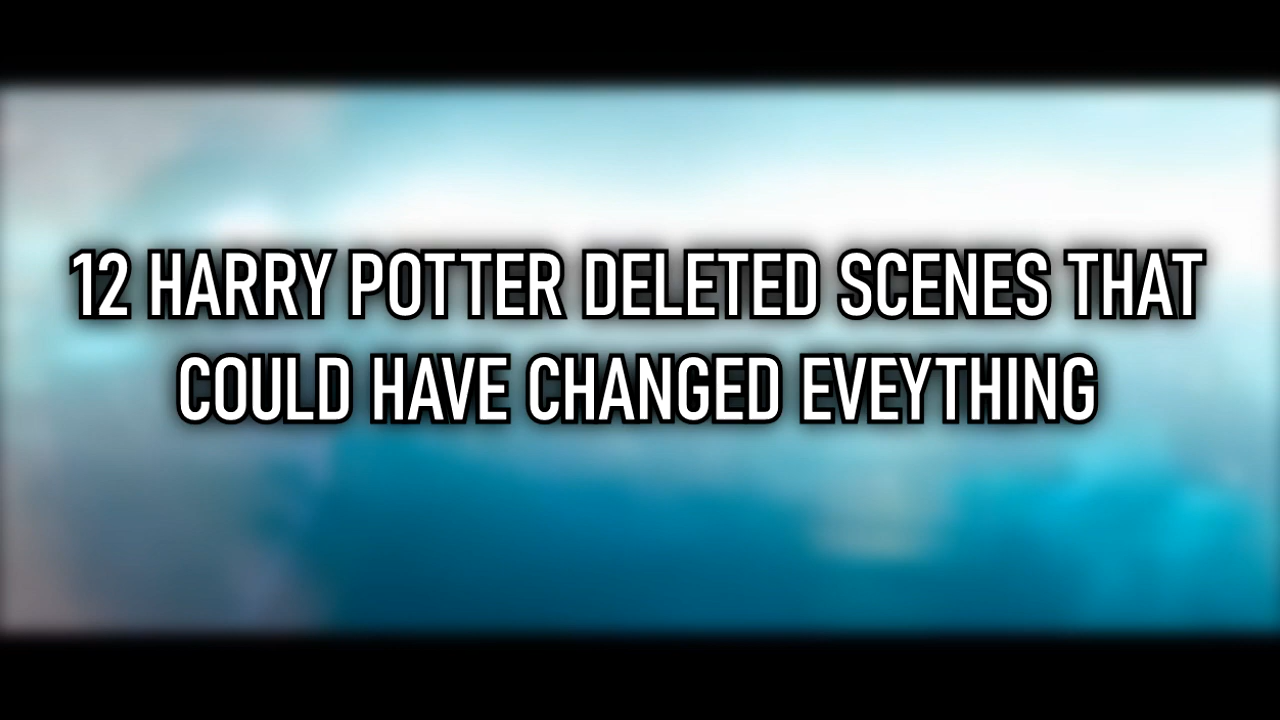 12 HARRY POTTER DELETED SCENES THAT
COULD HAVE CHANGED EVEYTHING